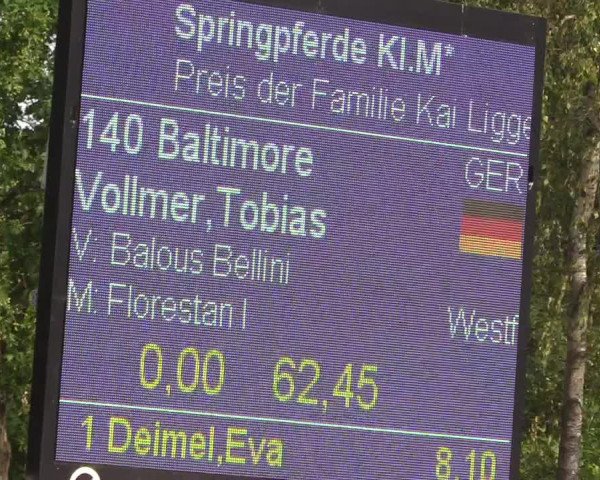 Springpferde Kl.M*
Preis der Familie Kai Ligge
140 Baltimore
GER
Vollmer,Tobias
V: Balous Bellini
M: Florestan I
Westf
0,00 62,45
1 Deimel,Eva 8,10